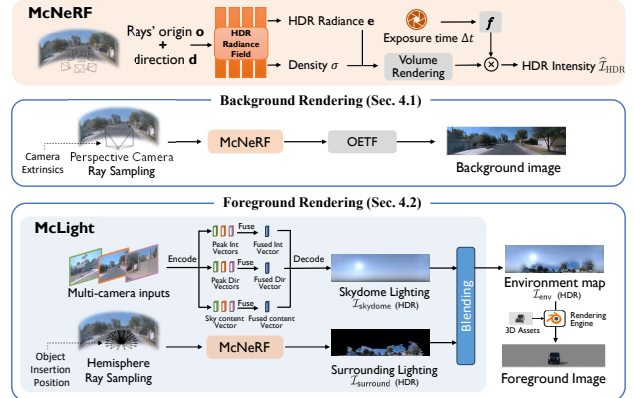 McNeRF
Rays' origin o
+
direction d
HDR
Radiance
Field
HDR Radiance e
Density σ
Exposure time Δt
f
Volume
Rendering
HDR Intensity Î_HDR
Background Rendering (Sec. 4.1)
Camera
Extrinsics
Perspective Camera
Ray Sampling
McNeRF
OETF
Background image
Foreground Rendering (Sec. 4.2)
McLight
Multi-camera inputs
Encode
Fuse
Peak Int
Vectors
Fused Int
Vector
Fuse
Peak Dir
Vectors
Fused Dir
Vector
Fuse
Sky content
Vector
Fused content
Vector
Decode
Skydome Lighting
I_skydome (HDR)
Blending
Environment map
I_env (HDR)
3D Assets
Rendering
Engine
Foreground Image
Object
Insertion
Position
Hemisphere
Ray Sampling
McNeRF
Surrounding Lighting
I_surround (HDR)